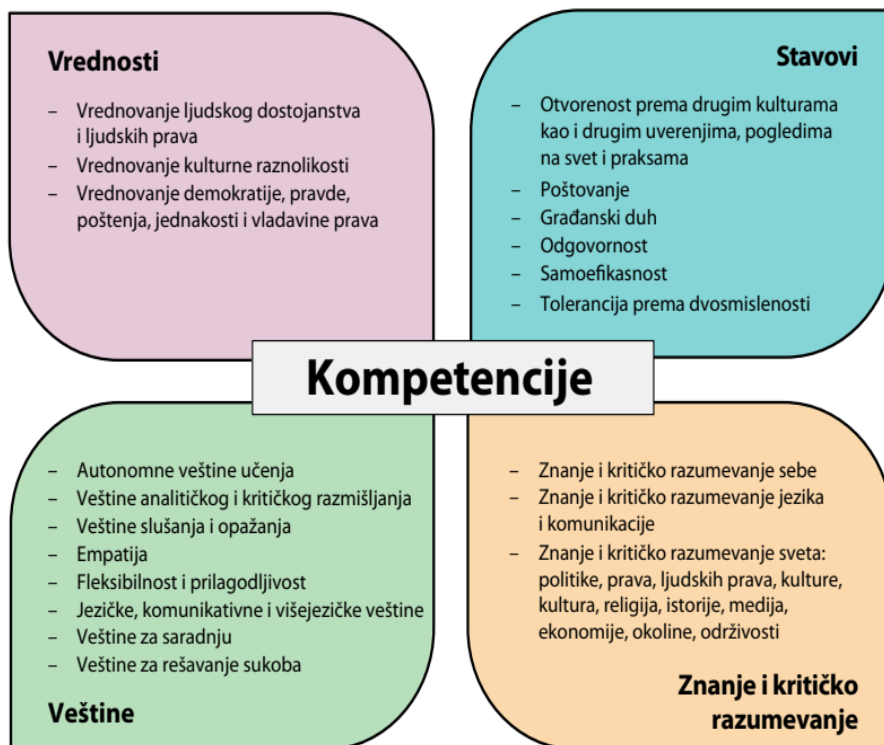 Vrednosti
– Vrednovanje ljudskog dostojanstva
i ljudskih prava
– Vrednovanje kulturne raznolikosti
– Vrednovanje demokratije, pravde,
poštenja, jednakosti i vladavine prava
Stavovi
– Otvorenost prema drugim kulturama
kao i drugim uverenjima, pogledima
na svet i praksama
– Poštovanje
– Građanski duh
– Odgovornost
– Samoefikasnost
– Tolerancija prema dvosmislenosti
Kompetencije
– Autonomne veštine učenja
– Veštine analitičkog i kritičkog razmišljanja
– Veštine slušanja i opažanja
– Empatija
– Fleksibilnost i prilagodljivost
– Jezičke, komunikativne i višejezičke veštine
– Veštine za saradnju
– Veštine za rešavanje sukoba
Veštine
– Znanje i kritičko razumevanje sebe
– Znanje i kritičko razumevanje jezika
i komunikacije
– Znanje i kritičko razumevanje sveta:
politike, prava, ljudskih prava, kulture,
kultura, religija, istorije, medija,
ekonomije, okoline, održivosti
Znanje i kritičko
razumevanje